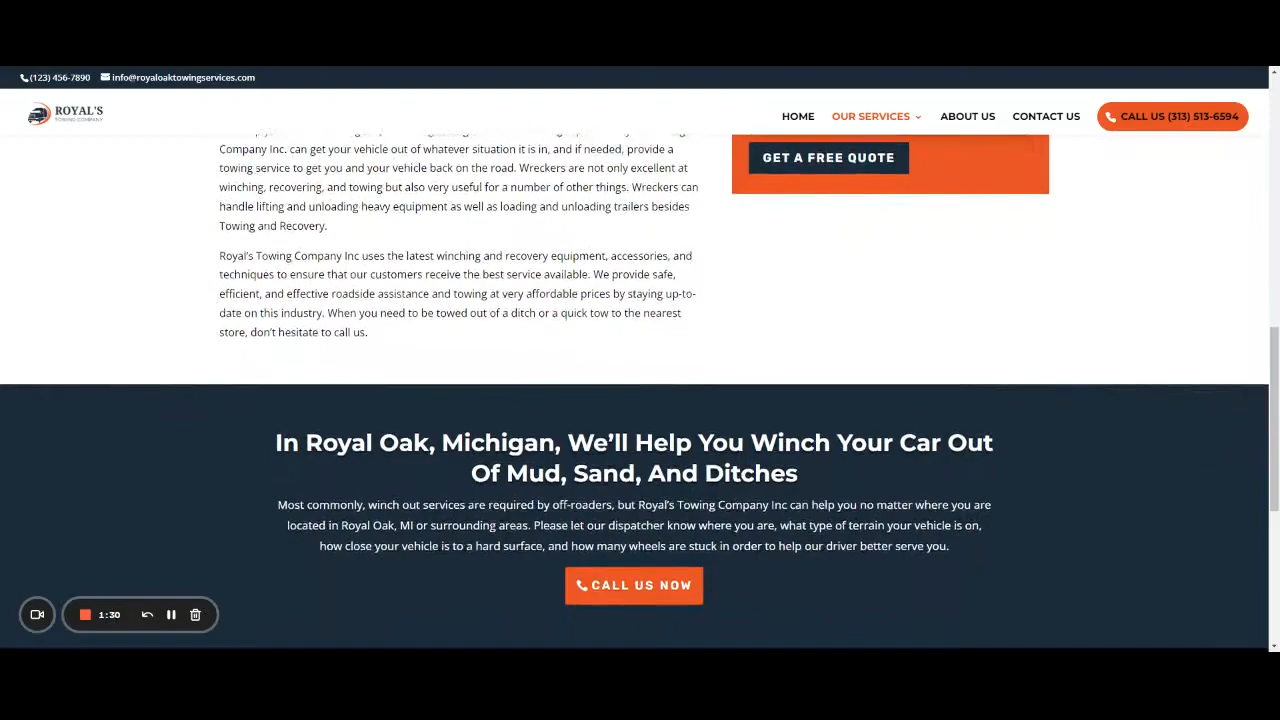 (123) 456-7890 info@royaloaktowingservices.com
ROYAL'S
TOWING COMPANY
HOME OUR SERVICES ABOUT US CONTACT US CALL US (313) 513-6594
Company Inc. can get your vehicle out of whatever situation it is in, and if needed, provide a
towing service to get you and your vehicle back on the road. Wreckers are not only excellent at
winching, recovering, and towing but also very useful for a number of other things. Wreckers can
handle lifting and unloading heavy equipment as well as loading and unloading trailers besides
Towing and Recovery.
Royal's Towing Company Inc uses the latest winching and recovery equipment, accessories, and
techniques to ensure that our customers receive the best service available. We provide safe,
efficient, and effective roadside assistance and towing at very affordable prices by staying up-to-
date on this industry. When you need to be towed out of a ditch or a quick tow to the nearest
store, don't hesitate to call us.
GET A FREE QUOTE
In Royal Oak, Michigan, We'll Help You Winch Your Car Out
Of Mud, Sand, And Ditches
Most commonly, winch out services are required by off-roaders, but Royal's Towing Company Inc can help you no matter where you are
located in Royal Oak, MI or surrounding areas. Please let our dispatcher know where you are, what type of terrain your vehicle is on,
how close your vehicle is to a hard surface, and how many wheels are stuck in order to help our driver better serve you.
CALL US NOW
1:30